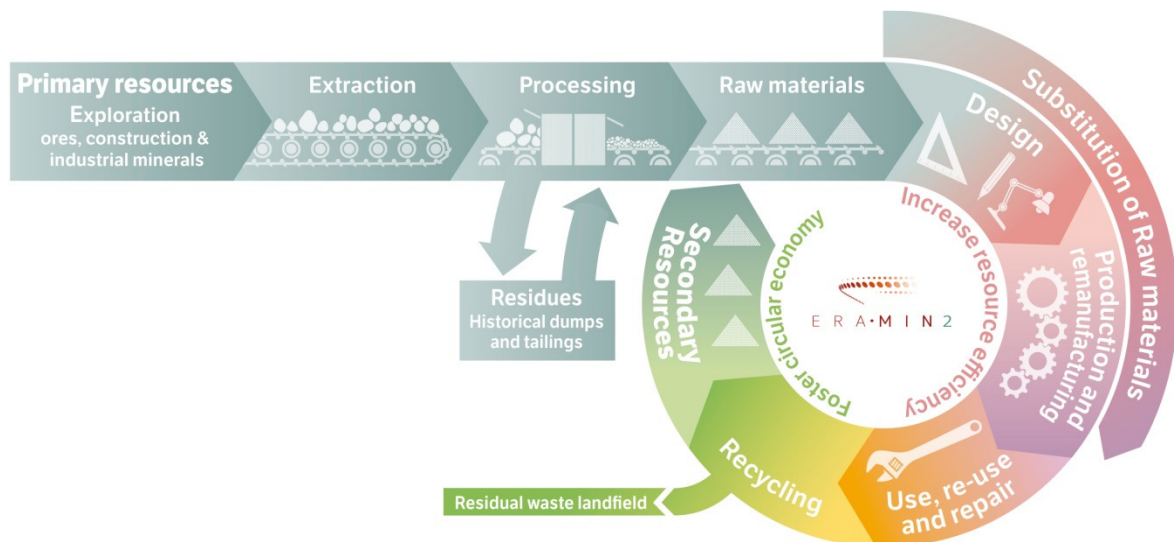 Primary resources
Exploration
ores, construction &
industrial minerals
Extraction
Processing
Raw materials
Design
Substitution of Raw materials
Production and
remanufacturing
Use, re-use
and repair
Recycling
Residual waste landfield
Secondary
Resources
Residues
Historical dumps
and tailings
Foster circular economy
Increase resource efficiency
ERA·MIN2